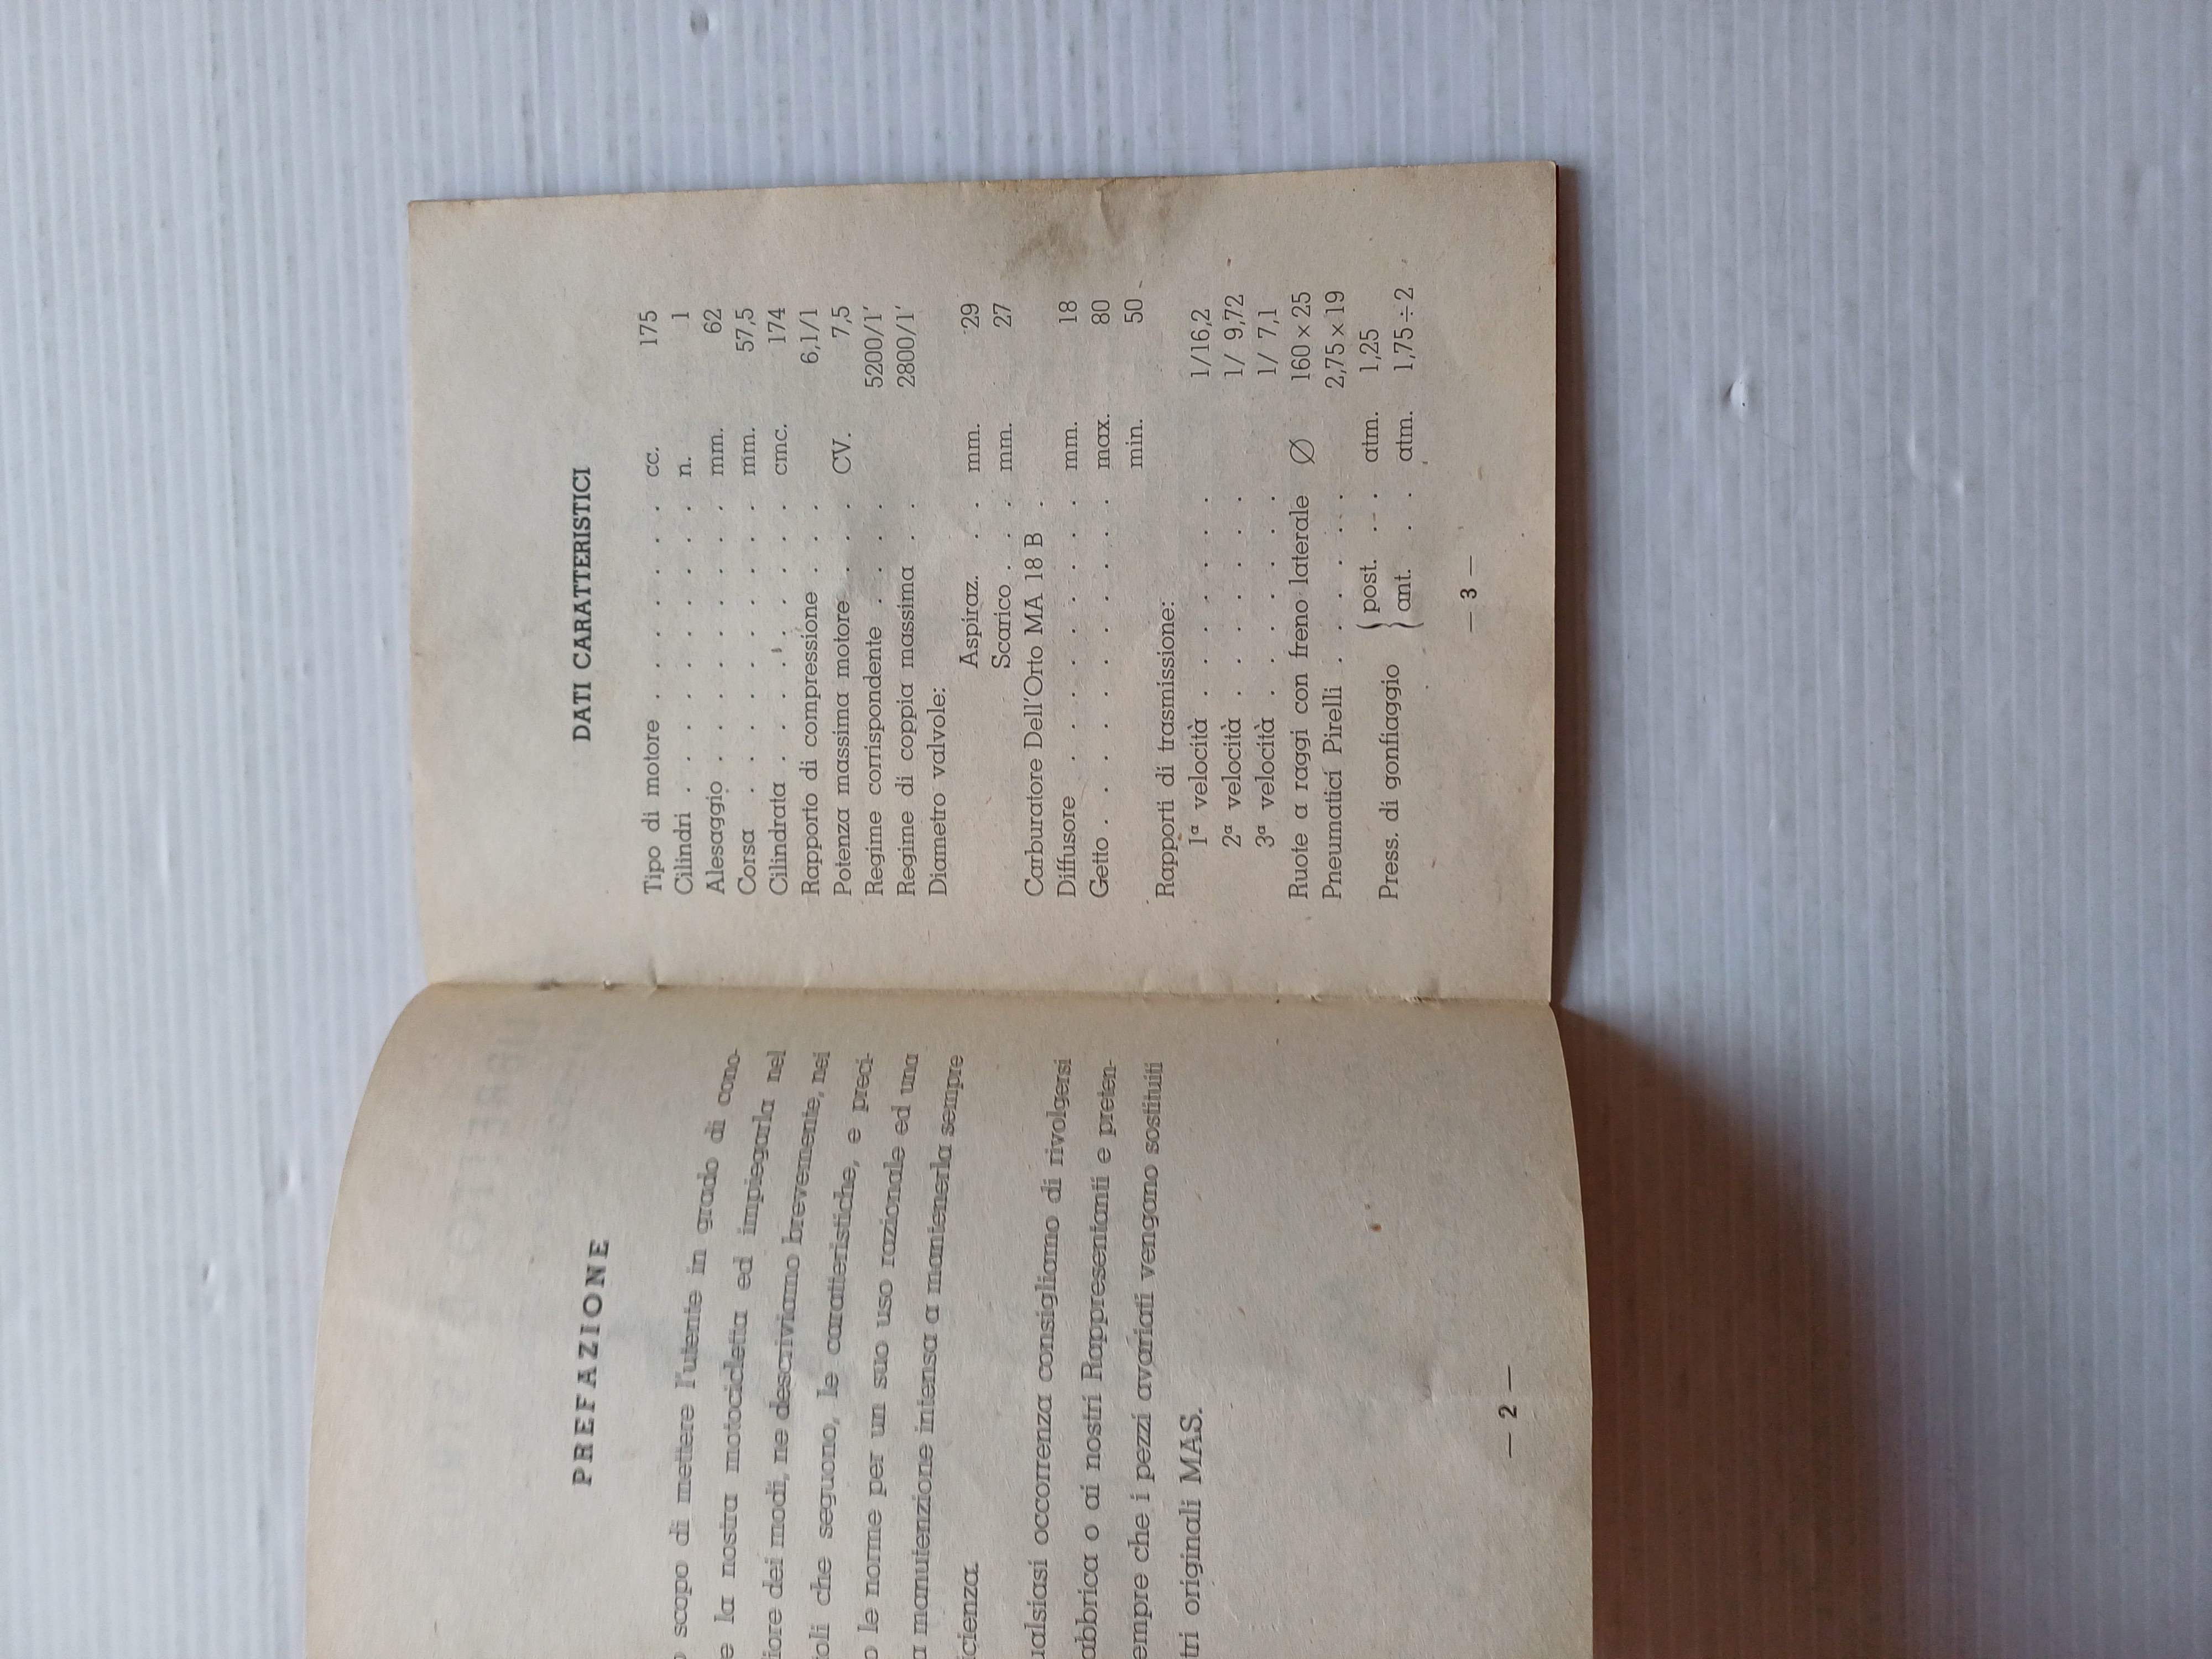 PREFAZIONE
scopo di mettere l'utente in grado di cono-
e la nostra motocicletta ed impiegarla nel
iore dei modi, ne descriviamo brevemente, nei
oli che seguono, le caratteristiche, e preci-
o le norme per un suo uso razionale ed una
a manutenzione intensa a mantenerla sempre
icienza.
ualsiasi occorrenza consigliamo di rivolgersi
abbrica o ai nostri Rappresentanti e preten-
empre che i pezzi avariati vengano sostituiti
tri originali MAS.
— 2 —
DATI CARATTERISTICI
Tipo di motore . . . . . . . cc. 175
Cilindri . . . . . . . . . n. 1
Alesaggio . . . . . . . . mm. 62
Corsa . . . . . . . . . mm. 57,5
Cilindrata . . . . . . . . cmc. 174
Rapporto di compressione . . . 6,1/1
Potenza massima motore . . . CV. 7,5
Regime corrispondente . . . . 5200/1'
Regime di coppia massima . . 2800/1'
Diametro valvole:
Aspiraz. . . mm. 29
Scarico . . . mm. 27
Carburatore Dell'Orto MA 18 B .
Diffusore . . . . . . . . . mm. 18
Getto . . . . . . . . . max. 80
min. 50
Rapporti di trasmissione:
1ª velocità . . . . . . 1/16,2
2ª velocità . . . . . . 1/ 9,72
3ª velocità . . . . . . 1/ 7,1
Ruote a raggi con freno laterale Ø 160 × 25
Pneumatici Pirelli . . . . . . 2,75 × 19
Press. di gonfiaggio { post. . . . atm. 1,25
{ ant. . . . atm. 1,75 ÷ 2
— 3 —